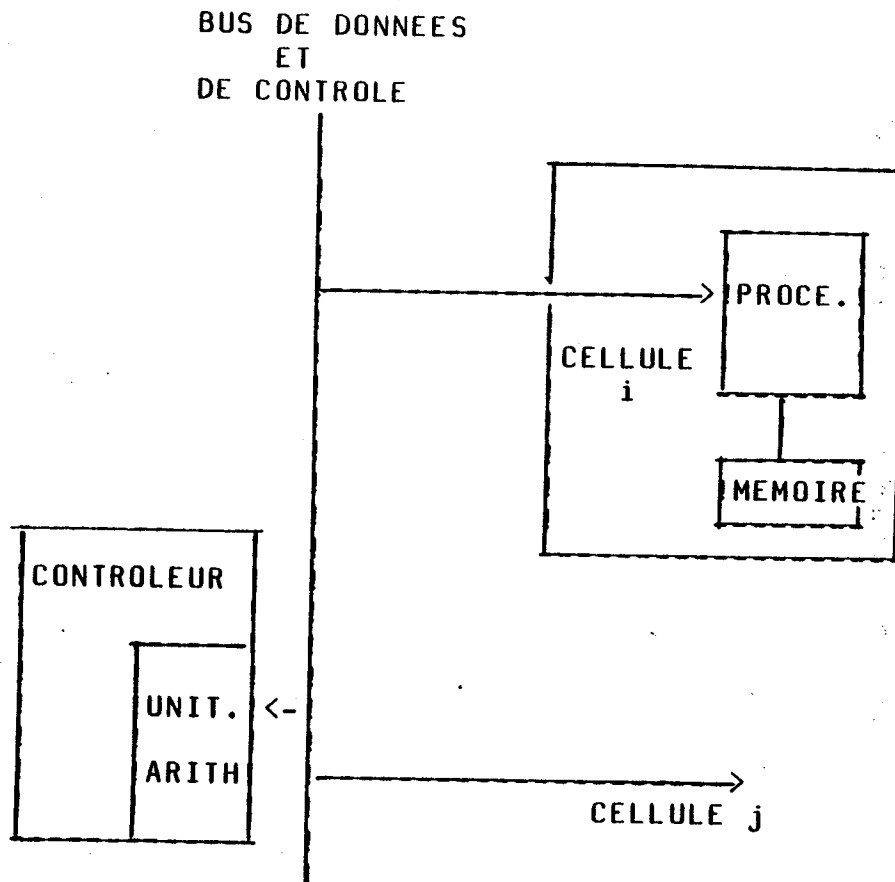 BUS DE DONNEES
ET
DE CONTROLE
PROCE.
CELLULE
i
MEMOIRE
CONTROLEUR
UNIT. <-
ARITH
CELLULE j